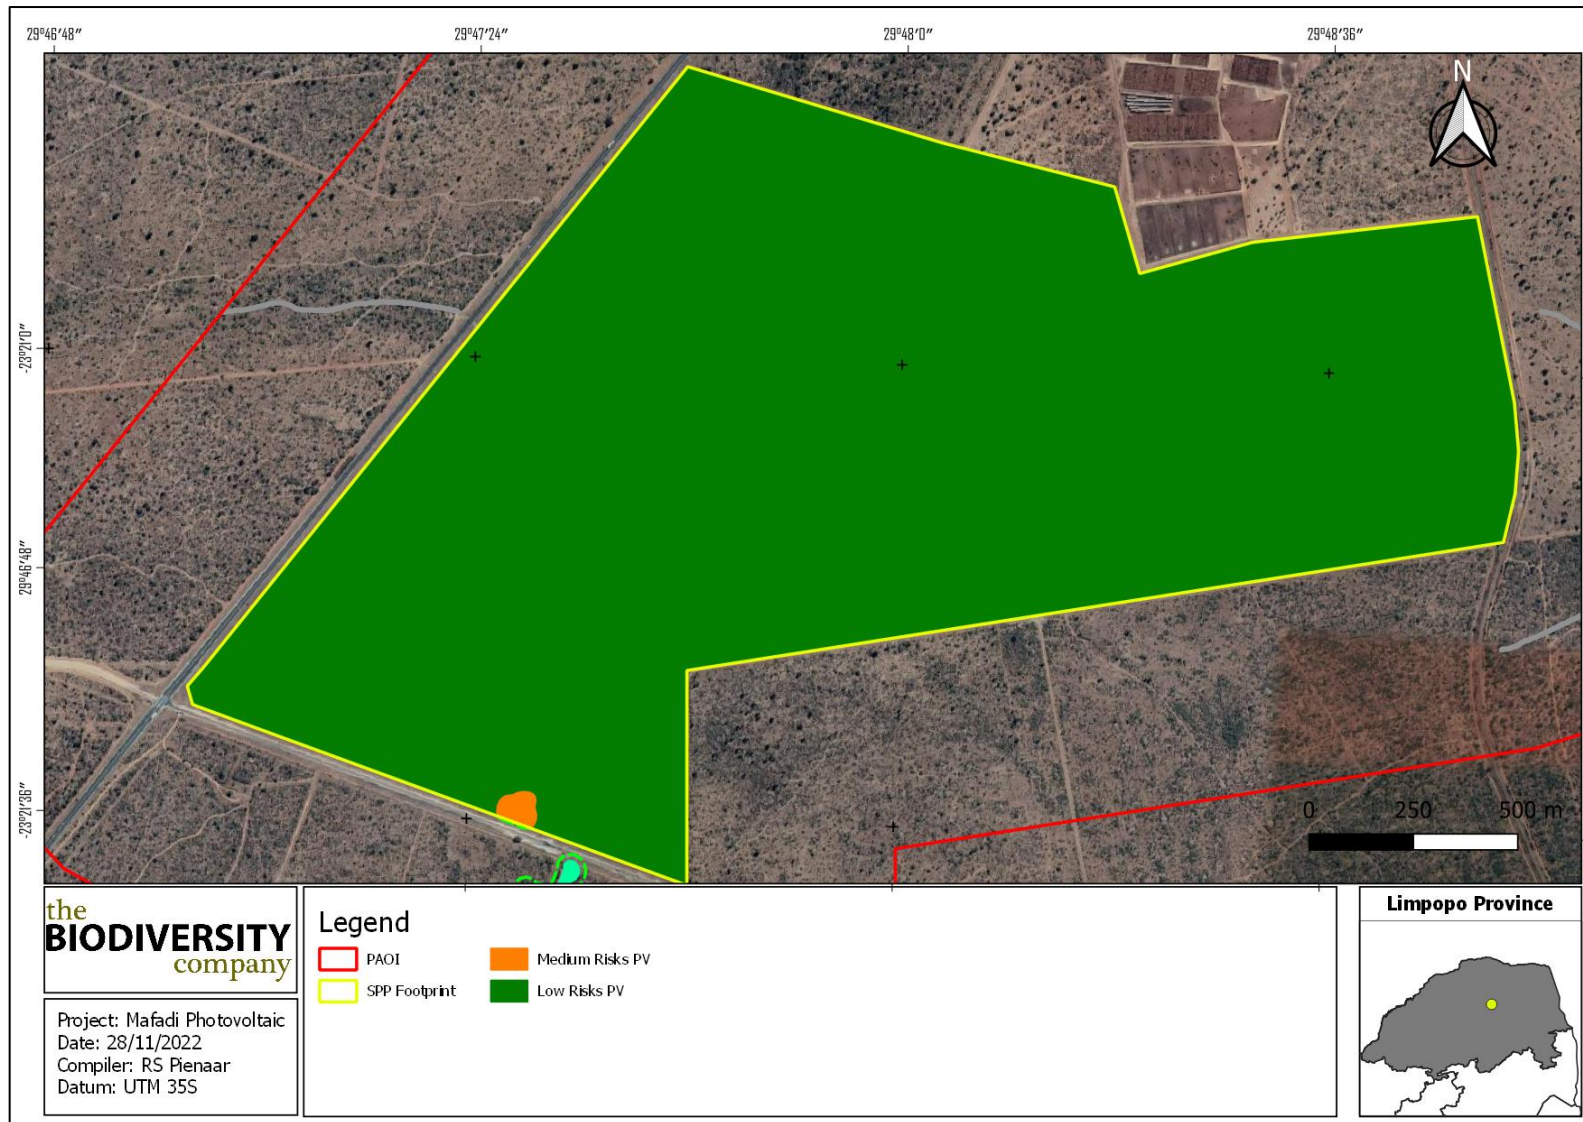 29°46'48" 29°47'24" 29°48'0" 29°48'36"
N
-23°21'0"
29°46'48"
-23°21'36"
0 250 500 m
the
BIODIVERSITY
company
Project: Mafadi Photovoltaic
Date: 28/11/2022
Compiler: RS Pienaar
Datum: UTM 35S
Legend
PAOI
SPP Footprint
Medium Risks PV
Low Risks PV
Limpopo Province